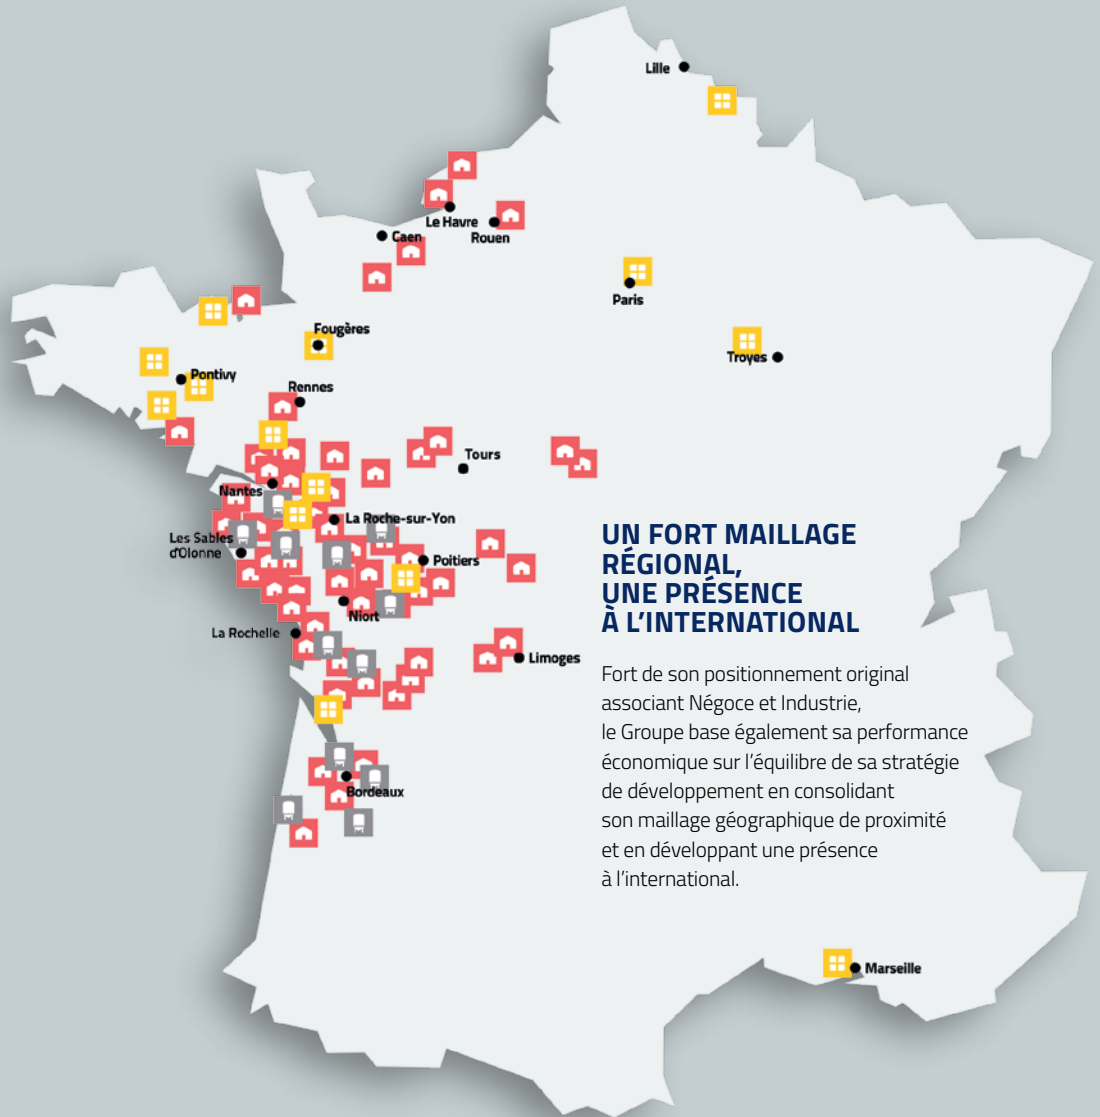 Lille
Le Havre
Rouen
Caen
Paris
Fougères
Troyes
Pontivy
Rennes
Tours
Nantes
La Roche-sur-Yon
Les Sables
d'Olonne
Poitiers
Niort
La Rochelle
Limoges
Bordeaux
Marseille
UN FORT MAILLAGE
RÉGIONAL,
UNE PRÉSENCE
À L'INTERNATIONAL
Fort de son positionnement original
associant Négoce et Industrie,
le Groupe base également sa performance
économique sur l'équilibre de sa stratégie
de développement en consolidant
son maillage géographique de proximité
et en développant une présence
à l'international.